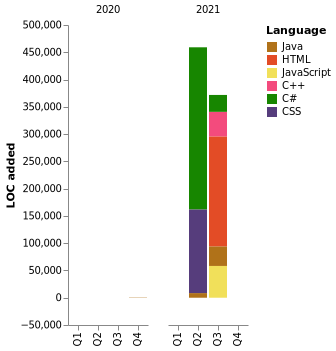 2020 2021
Language
Java
HTML
JavaScript
C++
C#
CSS
LOC added
500,000
450,000
400,000
350,000
300,000
250,000
200,000
150,000
100,000
50,000
0
−50,000
Q1 Q2 Q3 Q4 Q1 Q2 Q3 Q4